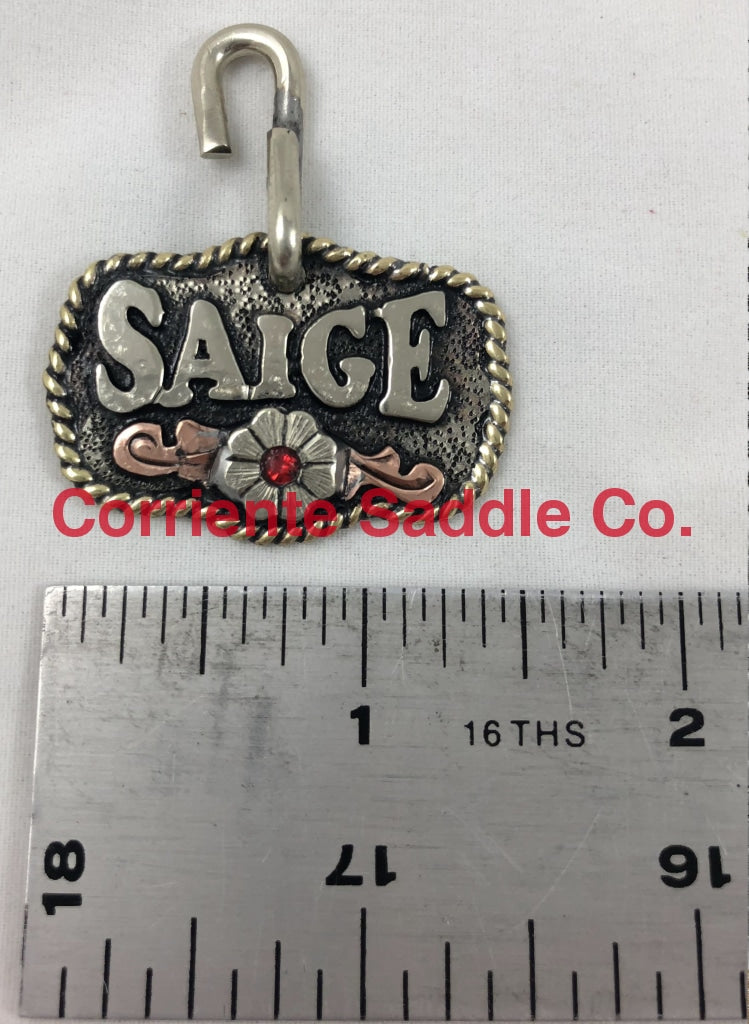 SAIGE
Corriente Saddle Co.
1 16THS 2
18 17 16